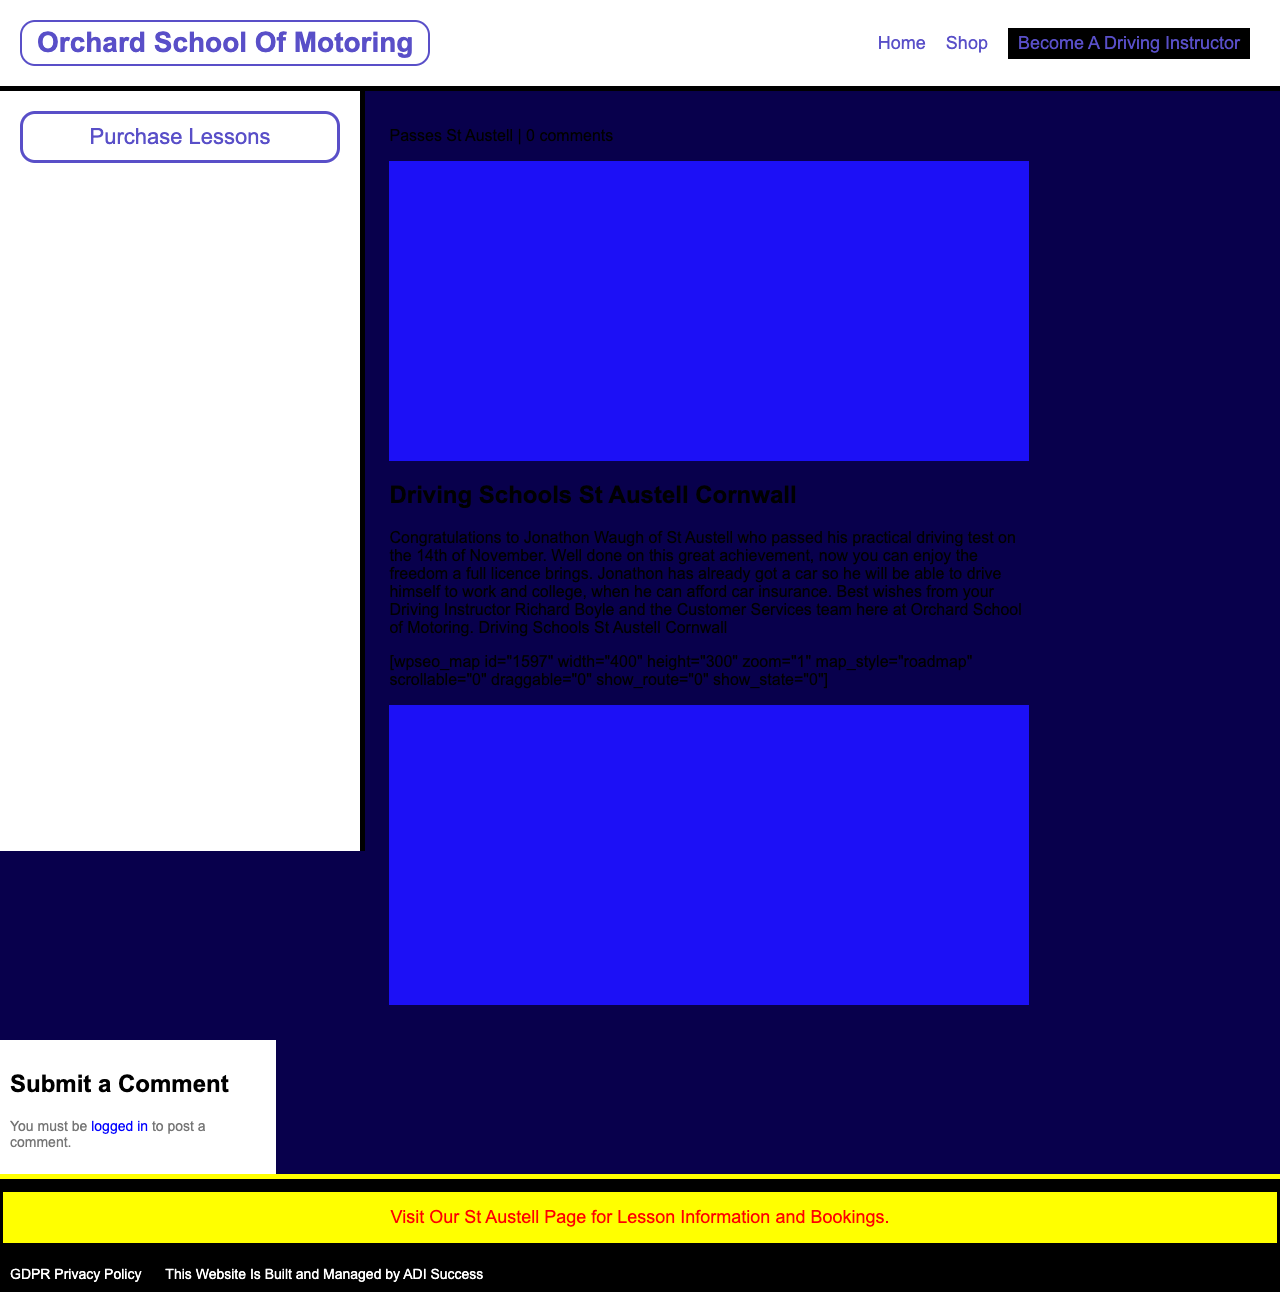 Orchard School Of Motoring
Home
Shop
Become A Driving Instructor
Purchase Lessons
Passes St Austell | 0 comments
Driving Schools St Austell Cornwall
Congratulations to Jonathon Waugh of St Austell who passed his practical driving test on
the 14th of November, Well done on this great achievement, now you can enjoy the
freedom a full licence brings. Jonathon has already got a car so he will be able to drive
himself to work and college, when he can afford car insurance. Best wishes from your
Driving Instructor Richard Boyle and the Customer Services team here at Orchard School
of Motoring. Driving Schools St Austell Cornwall
[wpseo_map id="1597" width="400" height="300" zoom="1" map_style="roadmap"
scrollable="0" draggable="0" show_route="0" show_state="0"]
Submit a Comment
You must be logged in to post a
comment.
Visit Our St Austell Page for Lesson Information and Bookings.
GDPR Privacy Policy
This Website Is Built and Managed by ADI Success